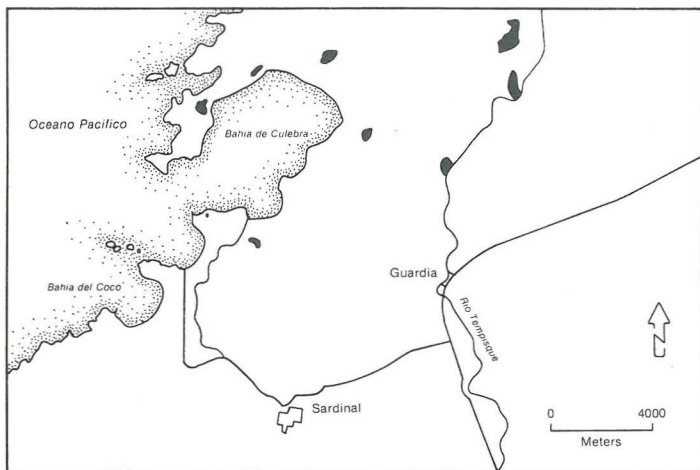 Oceano Pacifico
Bahia de Culebra
Bahia del Coco
Guardia
Rio Tempisque
Sardinal
N
0 4000
Meters